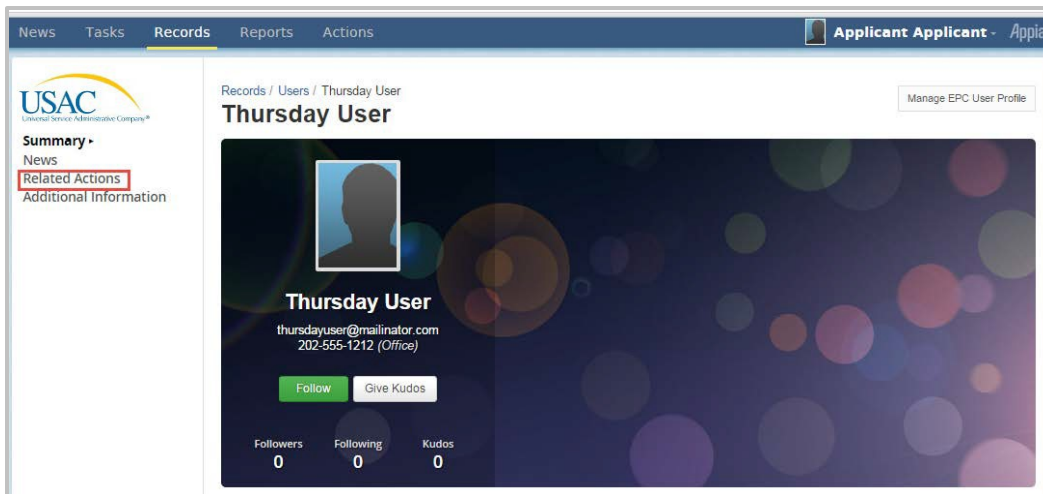 News Tasks Records Reports Actions Applicant Applicant
USAC
Universal Service Administrative Company®
Summary
News
Related Actions
Additional Information
Records / Users / Thursday User
Thursday User
Manage EPC User Profile
Thursday User
thursdayuser@mailinator.com
202-555-1212 (Office)
Follow Give Kudos
Followers Following Kudos
0 0 0